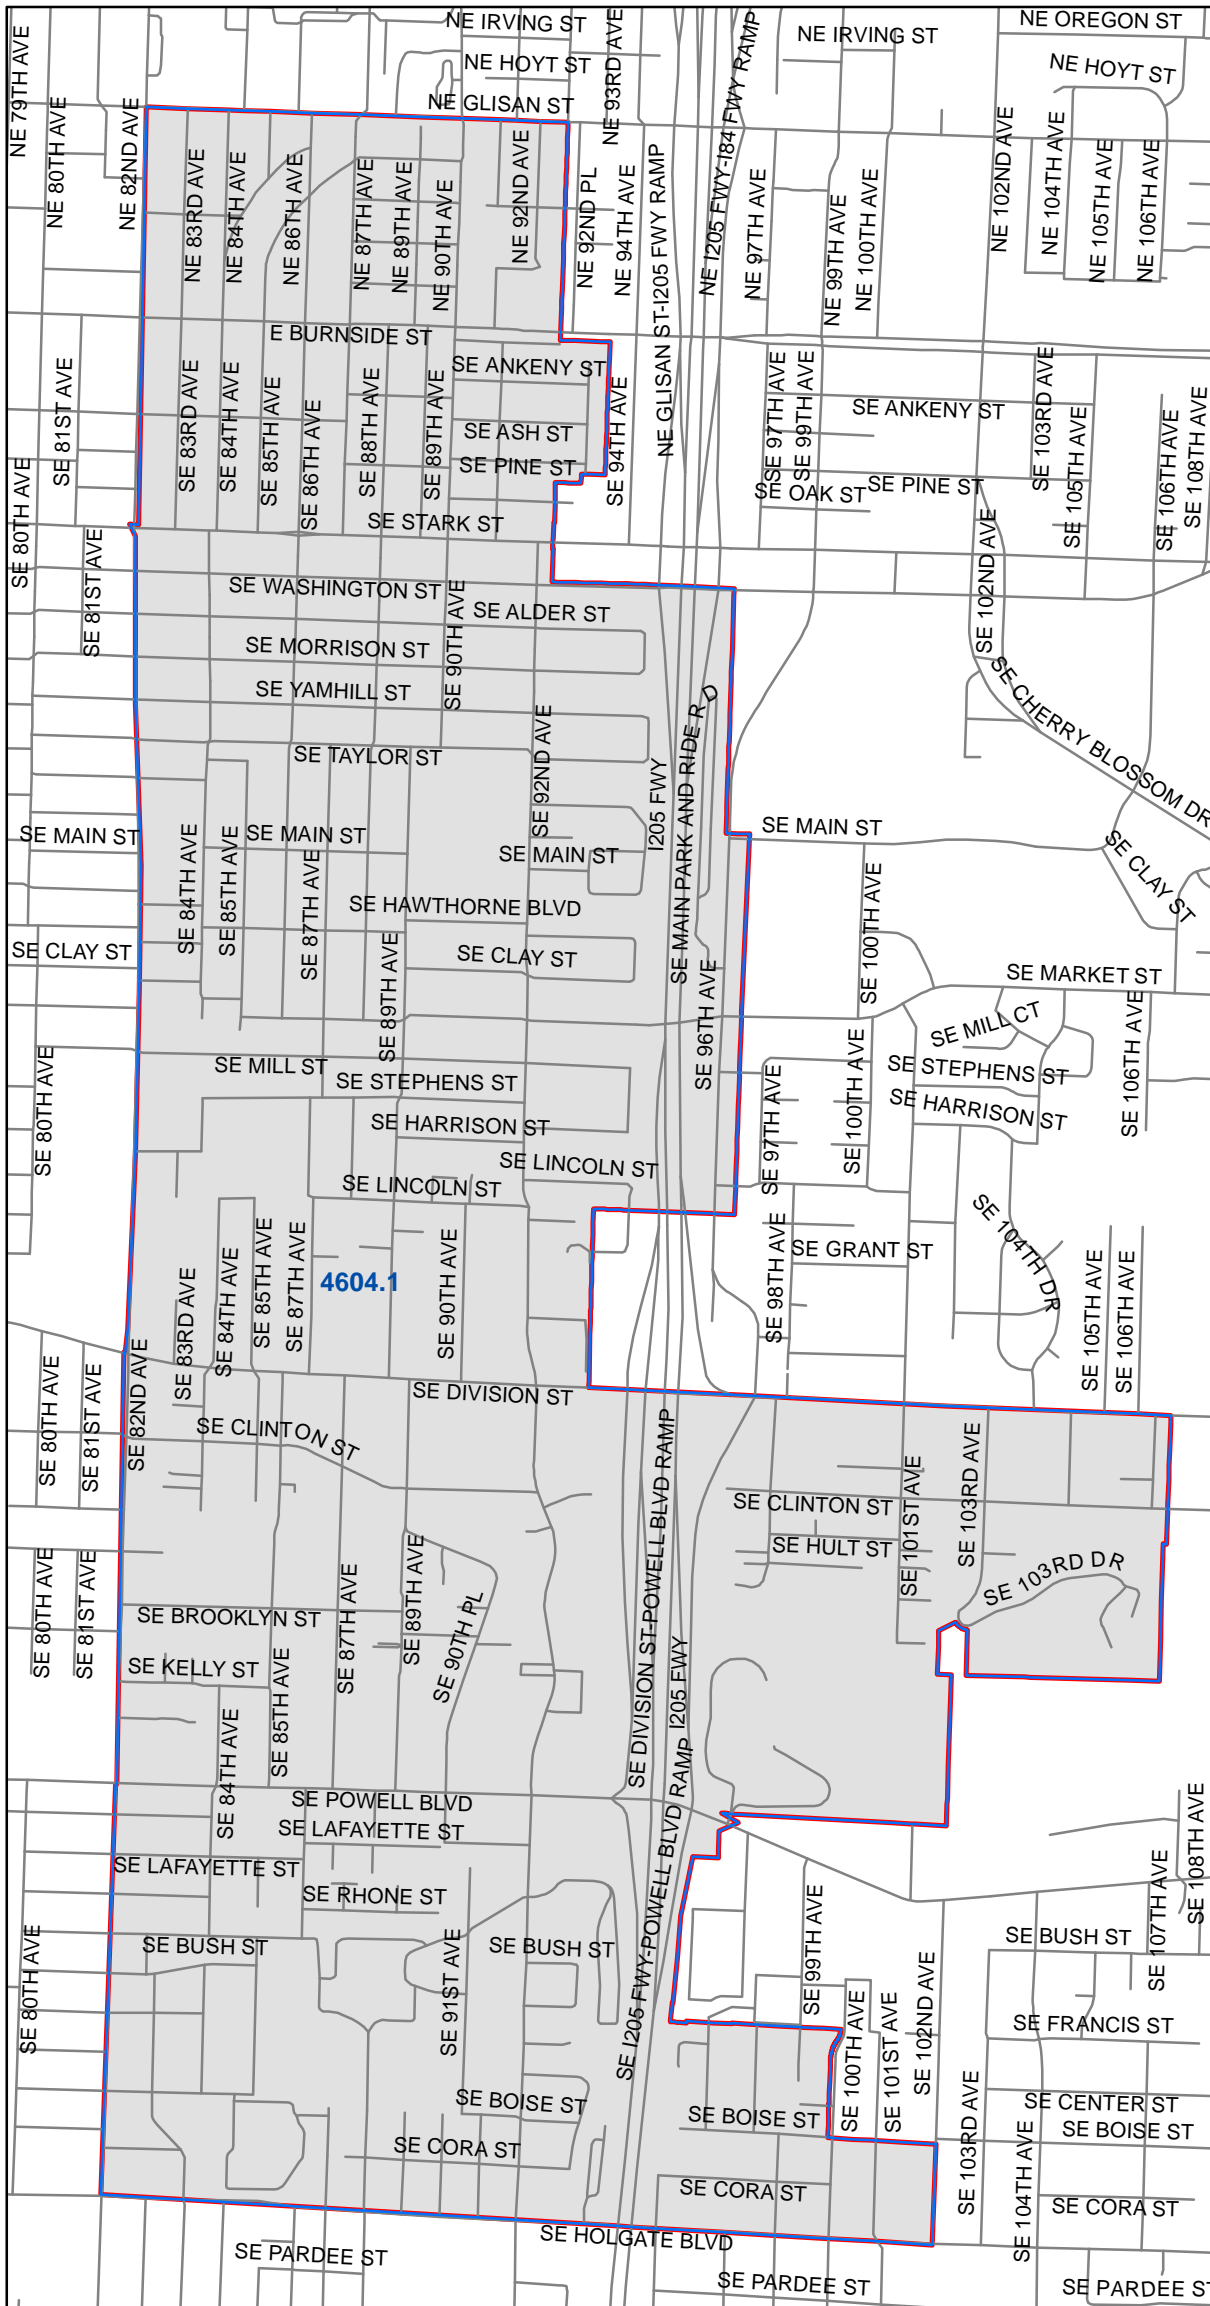 NE IRVING ST
NE OREGON ST
NE IRVING ST
NE HOYT ST
NE HOYT ST
NE 79TH AVE
NE 80TH AVE
NE 82ND AVE
NE GLISAN ST
NE 93RD AVE
NE I205 FWY-I84 FWY RAMP
NE GLISAN ST-I205 FWY RAMP
NE 83RD AVE
NE 84TH AVE
NE 86TH AVE
NE 87TH AVE
NE 89TH AVE
NE 90TH AVE
NE 92ND AVE
NE 92ND PL
NE 94TH AVE
NE 97TH AVE
NE 99TH AVE
NE 100TH AVE
NE 102ND AVE
NE 104TH AVE
NE 105TH AVE
NE 106TH AVE
E BURNSIDE ST
SE ANKENY ST
SE ANKENY ST
SE ASH ST
SE PINE ST
SE PINE ST
SE OAK ST
SE STARK ST
SE 80TH AVE
SE 81ST AVE
SE 83RD AVE
SE 84TH AVE
SE 85TH AVE
SE 86TH AVE
SE 88TH AVE
SE 89TH AVE
SE 94TH AVE
SE 97TH AVE
SE 99TH AVE
SE 103RD AVE
SE 105TH AVE
SE 106TH AVE
SE 108TH AVE
SE 81ST AVE
SE WASHINGTON ST
SE ALDER ST
SE 90TH AVE
SE 102ND AVE
SE MORRISON ST
SE YAMHILL ST
SE CHERRY BLOSSOM DR
SE TAYLOR ST
SE 92ND AVE
I205 FWY
SE MAIN PARK AND RIDE RD
SE MAIN ST
SE MAIN ST
SE MAIN ST
SE MAIN ST
SE CLAY ST
SE 84TH AVE
SE 85TH AVE
SE 87TH AVE
SE HAWTHORNE BLVD
SE 89TH AVE
SE CLAY ST
SE CLAY ST
SE 100TH AVE
SE MARKET ST
SE 96TH AVE
SE MILL CT
SE 106TH AVE
SE 80TH AVE
SE MILL ST
SE STEPHENS ST
SE STEPHENS ST
SE HARRISON ST
SE HARRISON ST
SE 97TH AVE
SE 100TH AVE
SE LINCOLN ST
SE LINCOLN ST
SE GRANT ST
SE 104TH DR
SE 83RD AVE
SE 84TH AVE
SE 85TH AVE
SE 87TH AVE
4604.1
SE 90TH AVE
SE 98TH AVE
SE 105TH AVE
SE 106TH AVE
SE 80TH AVE
SE 81ST AVE
SE 82ND AVE
SE DIVISION ST
SE CLINTON ST
SE CLINTON ST
SE HULT ST
SE DIVISION ST-POWELL BLVD RAMP
SE 101ST AVE
SE 103RD AVE
SE 103RD DR
SE 80TH AVE
SE 81ST AVE
SE BROOKLYN ST
SE 87TH AVE
SE 89TH AVE
SE 90TH PL
SE KELLY ST
SE 84TH AVE
SE 85TH AVE
I205 FWY
SE POWELL BLVD
SE LAFAYETTE ST
SE LAFAYETTE ST
SE RHONE ST
SE I205 FWY-POWELL BLVD RAMP
SE 80TH AVE
SE BUSH ST
SE BUSH ST
SE BUSH ST
SE 91ST AVE
SE 99TH AVE
SE 100TH AVE
SE 101ST AVE
SE 102ND AVE
SE 107TH AVE
SE 108TH AVE
SE FRANCIS ST
SE CENTER ST
SE BOISE ST
SE BOISE ST
SE BOISE ST
SE CORA ST
SE CORA ST
SE CORA ST
SE 103RD AVE
SE 104TH AVE
SE HOLGATE BLVD
SE PARDEE ST
SE PARDEE ST
SE PARDEE ST